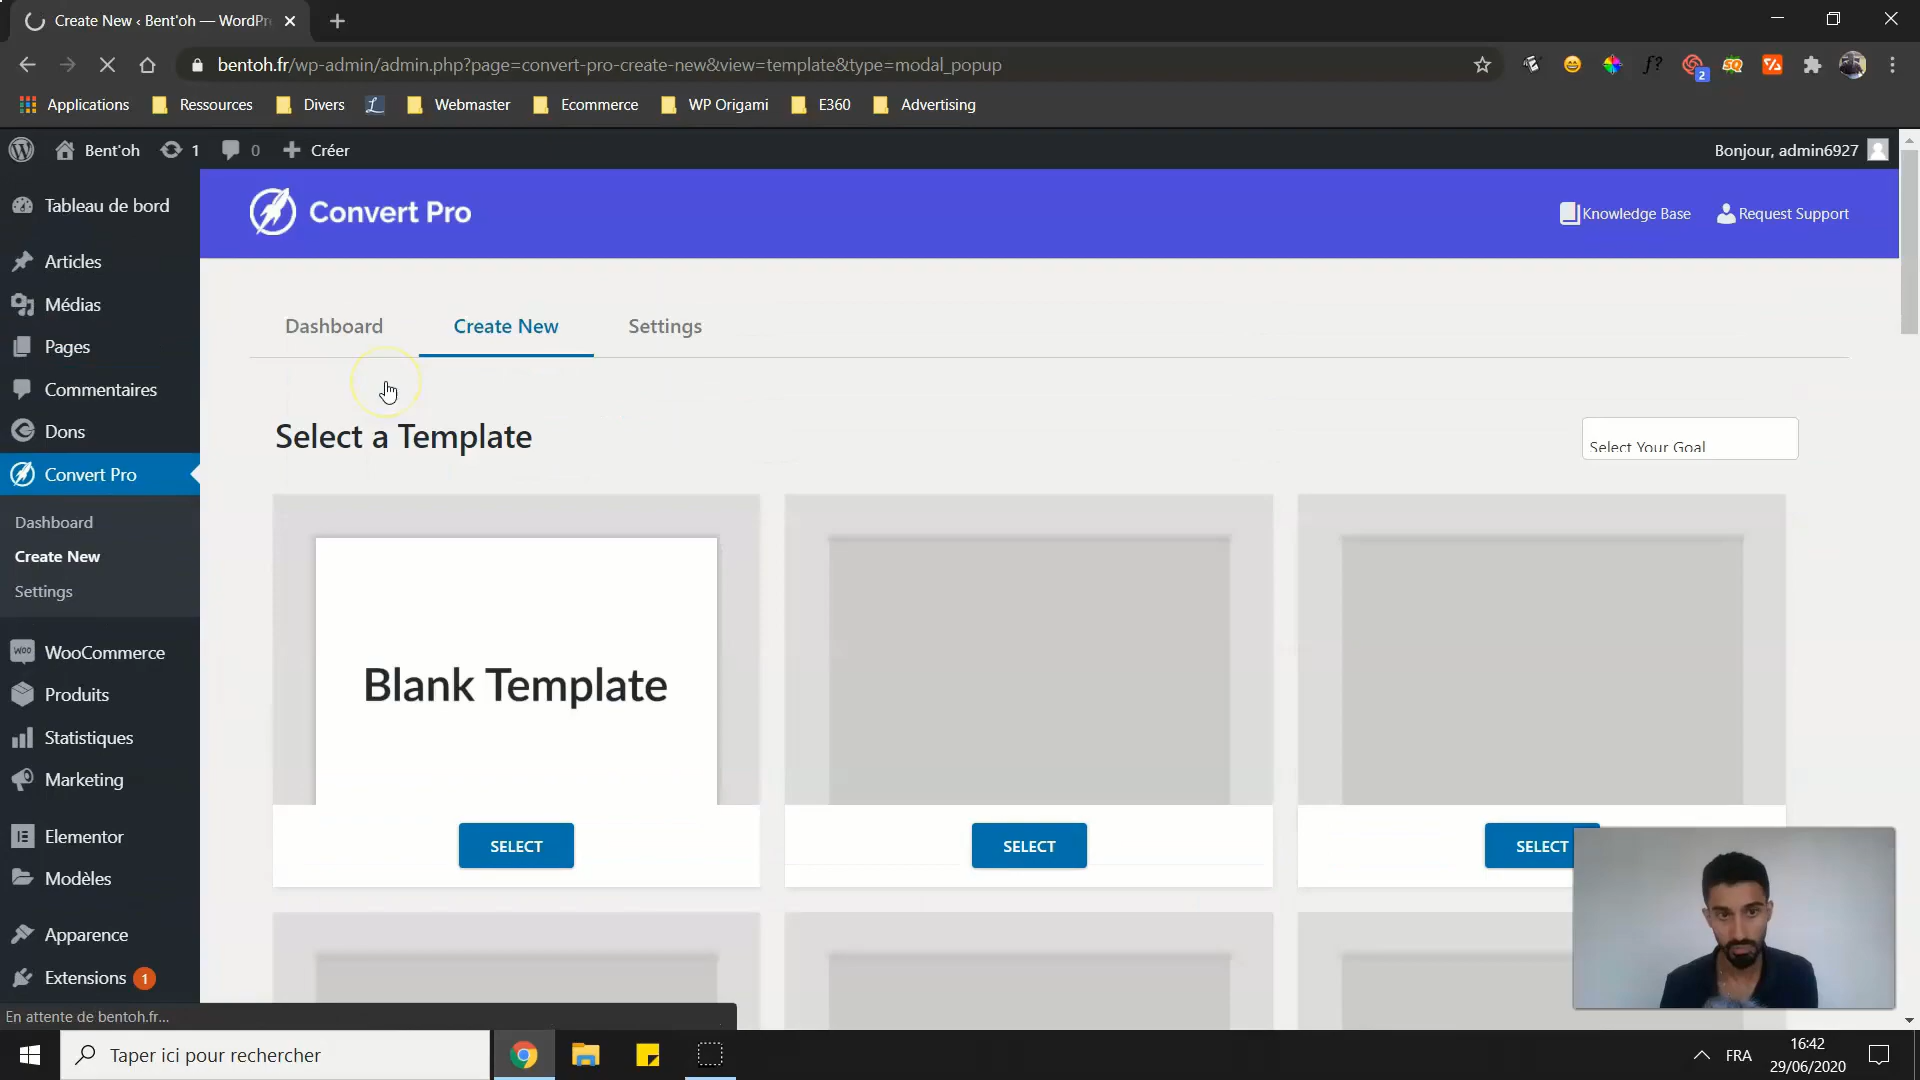 Create New ‹ Bent'oh — WordPr
bentoh.fr/wp-admin/admin.php?page=convert-pro-create-new&view=template&type=modal_popup
2
Applications
Ressources
Divers
Webmaster
Ecommerce
WP Origami
E360
Advertising
Bent'oh
1
0
Créer
Bonjour, admin6927
Tableau de bord
Articles
Médias
Pages
Commentaires
Dons
Convert Pro
Dashboard
Create New
Settings
WooCommerce
Produits
Statistiques
Marketing
Elementor
Modèles
Apparence
Extensions 1
Convert Pro
Knowledge Base
Request Support
Dashboard
Create New
Settings
Select a Template
Select Your Goal
Blank Template
SELECT
SELECT
SELECT
En attente de bentoh.fr...
Taper ici pour rechercher
FRA
16:42
29/06/2020